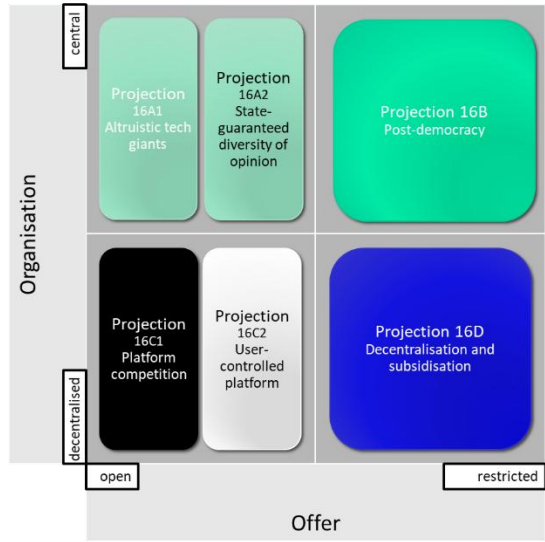 central
Organisation
decentralised
Projection
16A1
Altruistic tech
giants
Projection
16A2
State-
guaranteed
diversity of
opinion
Projection 16B
Post-democracy
Projection
16C1
Platform
competition
Projection
16C2
User-
controlled
platform
Projection 16D
Decentralisation and
subsidisation
open
restricted
Offer